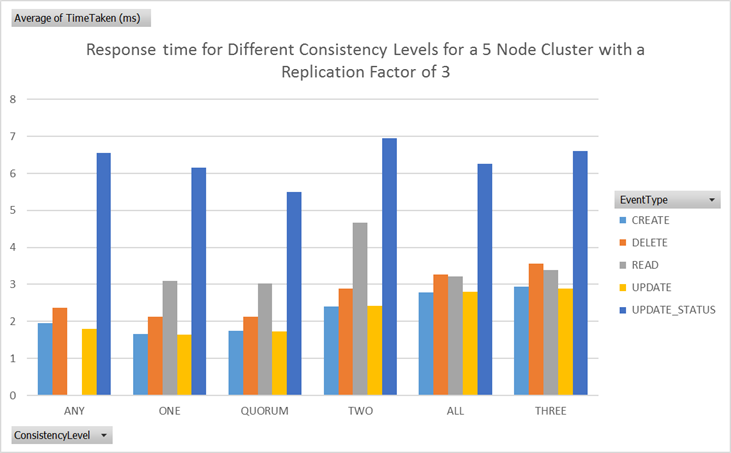 Average of TimeTaken (ms)
Response time for Different Consistency Levels for a 5 Node Cluster with a
Replication Factor of 3
8
7
6
5
4
3
2
1
0
ANY ONE QUORUM TWO ALL THREE
EventType
CREATE
DELETE
READ
UPDATE
UPDATE_STATUS
ConsistencyLevel